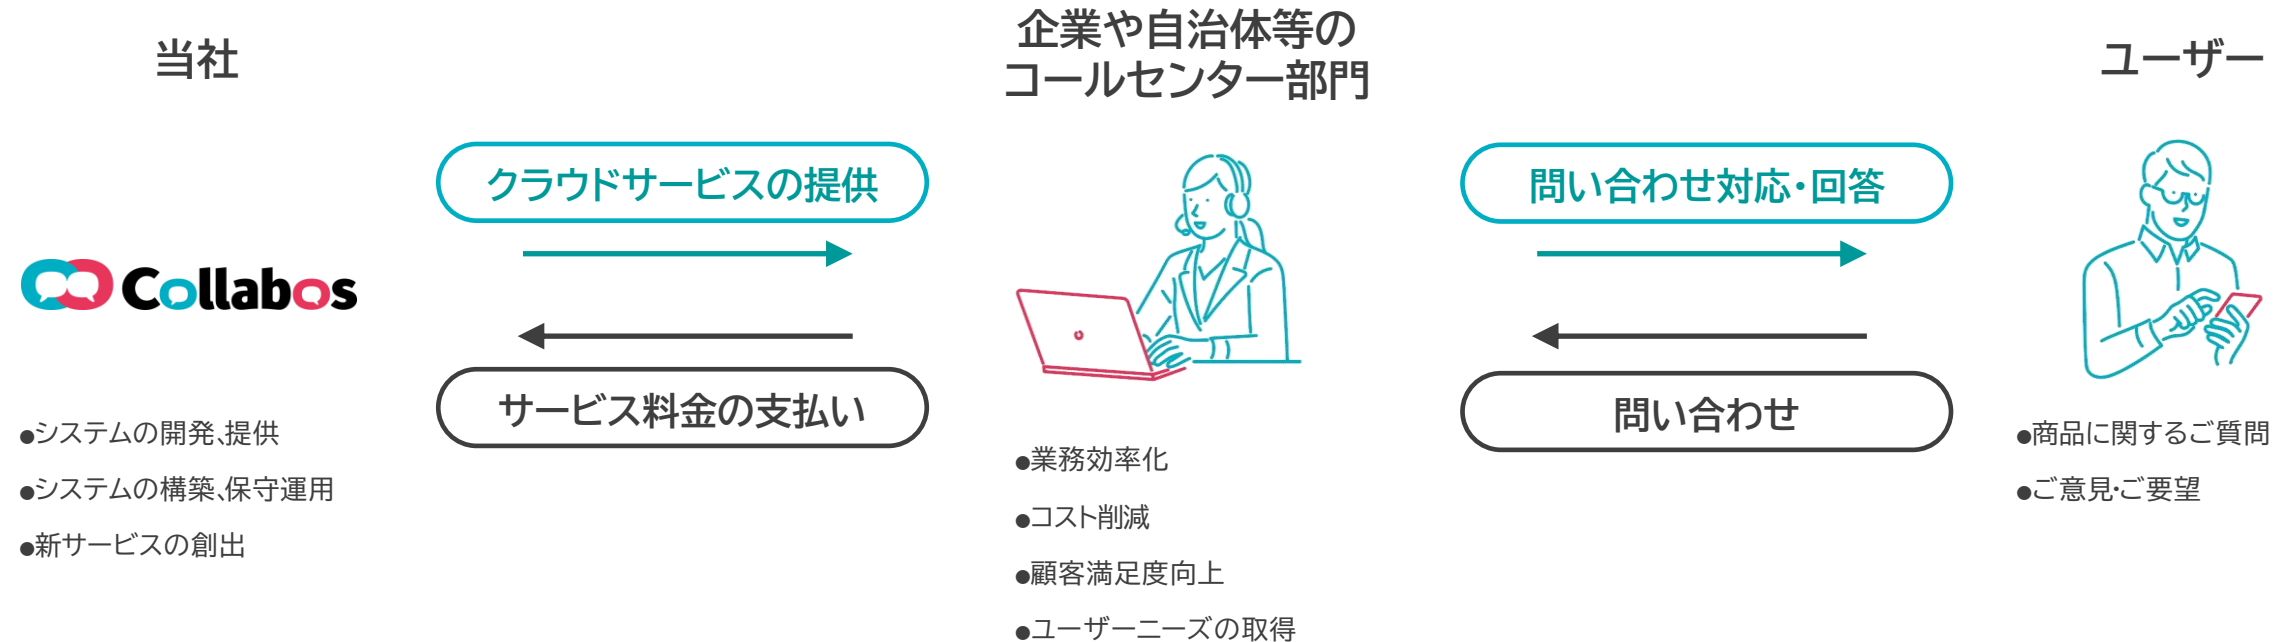 当社
Collabos
●システムの開発、提供
●システムの構築、保守運用
●新サービスの創出
クラウドサービスの提供
サービス料金の支払い
企業や自治体等の
コールセンター部門
●業務効率化
●コスト削減
●顧客満足度向上
●ユーザーニーズの取得
問い合わせ対応・回答
問い合わせ
ユーザー
●商品に関するご質問
●ご意見・ご要望